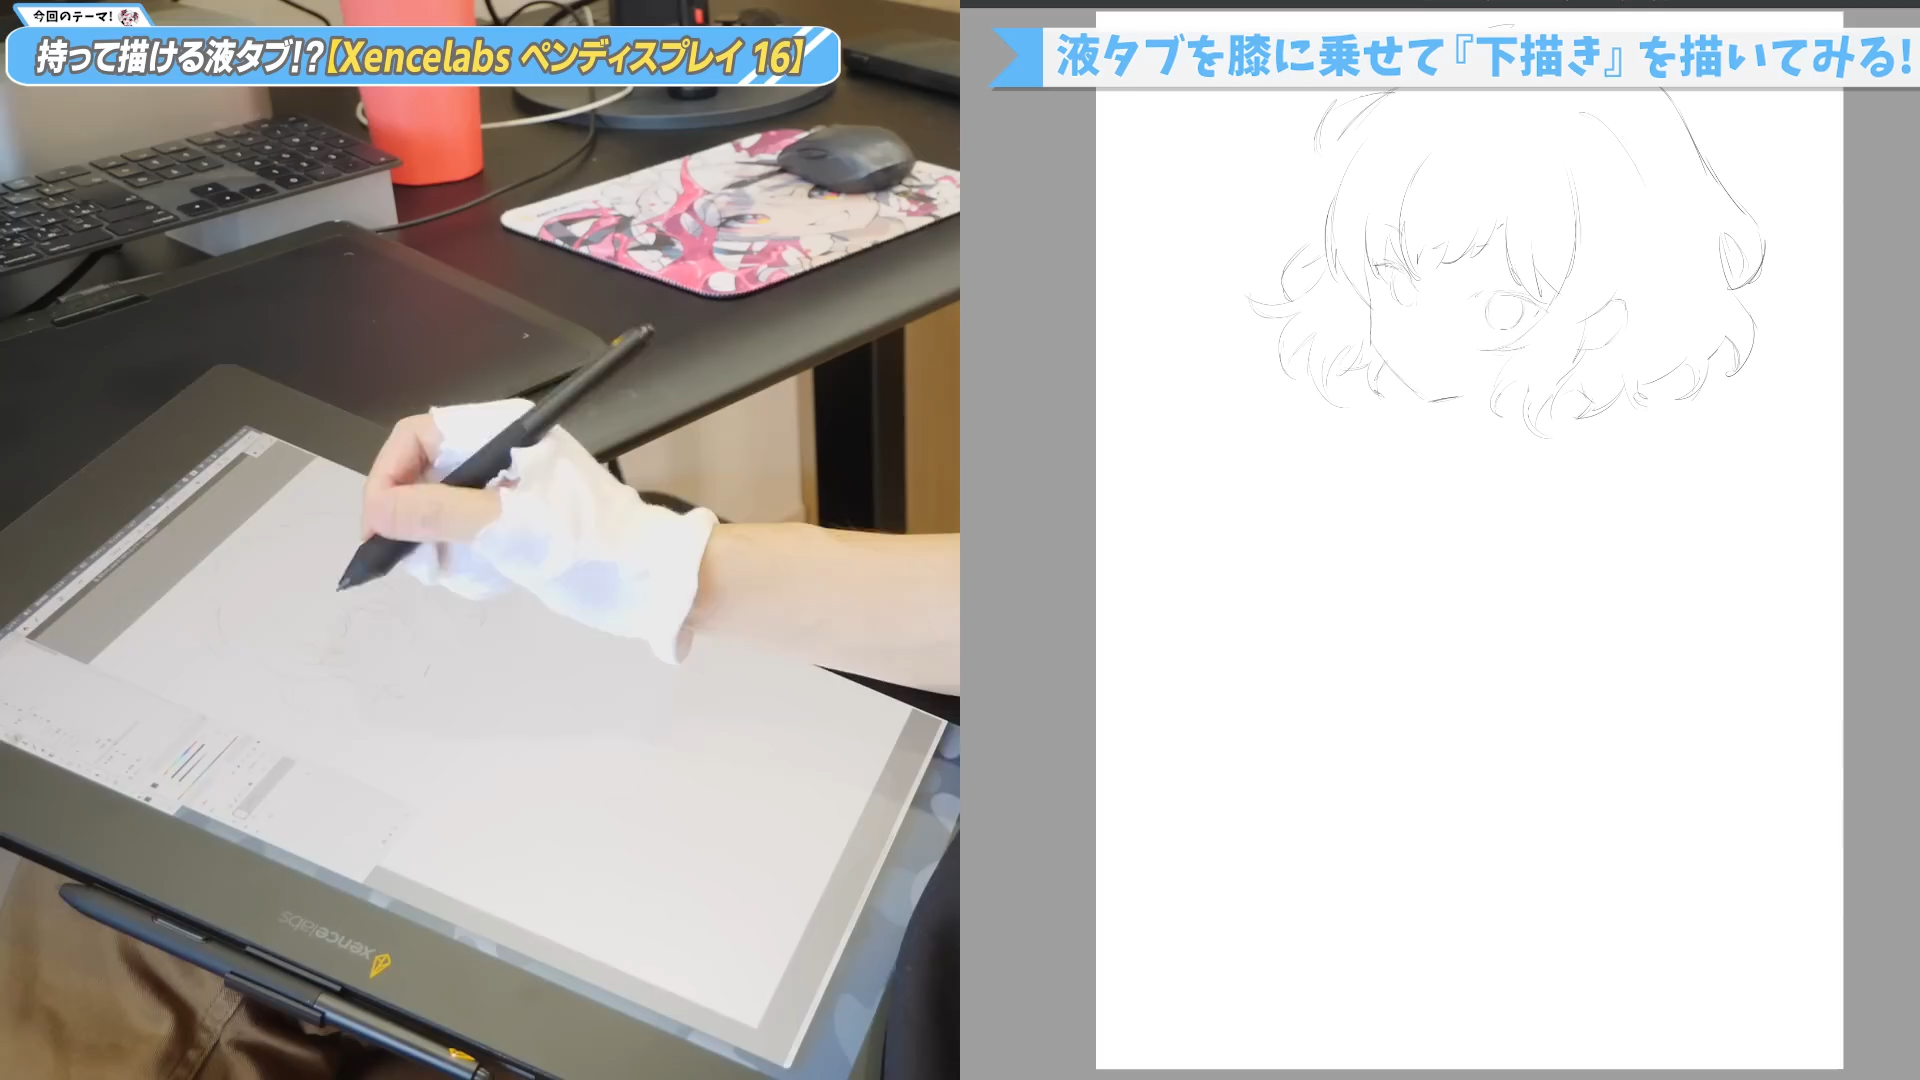 今回のテーマ!
持って描ける液タブ!?【Xencelabs ペンディスプレイ 16】
液タブを膝に乗せて『下描き』を描いてみる!
xencelabs